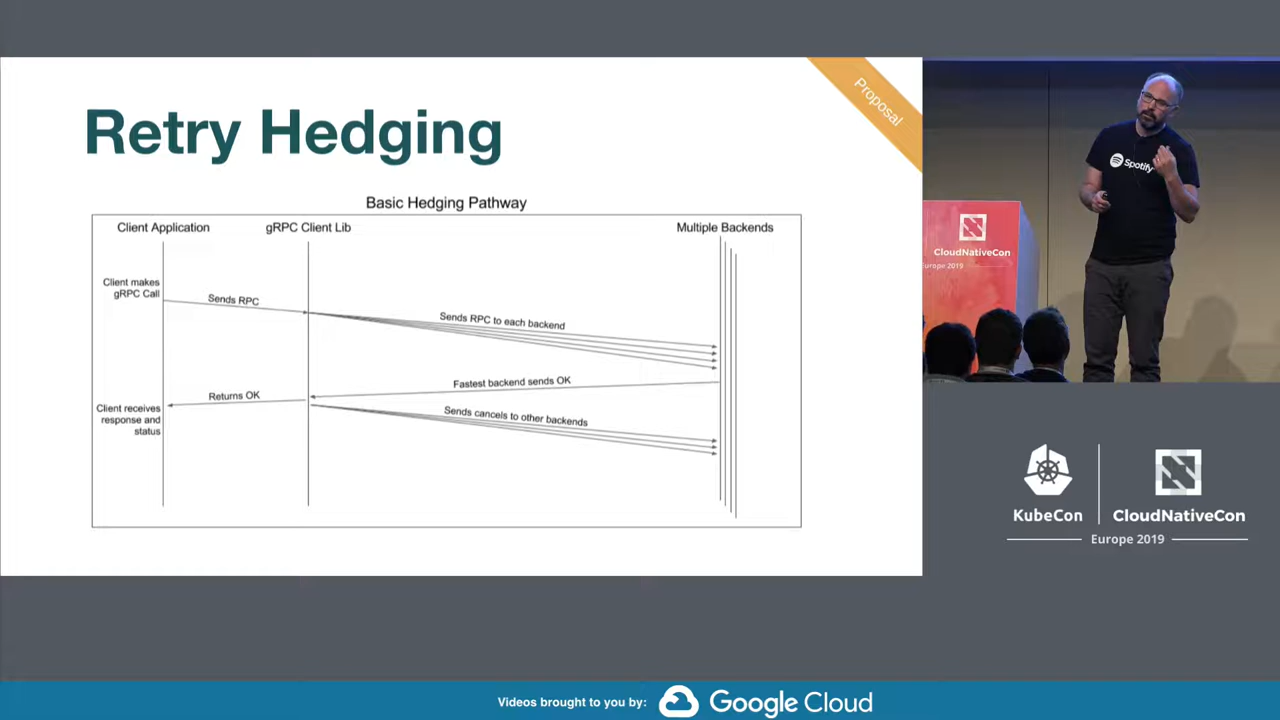 Retry Hedging
Proposal
Basic Hedging Pathway
Client Application
gRPC Client Lib
Multiple Backends
Client makes
gRPC Call
Sends RPC
Sends RPC to each backend
Fastest backend sends OK
Returns OK
Sends cancels to other backends
Client receives
response and
status
Spotify
CloudNativeCon
Europe 2019
KubeCon
CloudNativeCon
Europe 2019
Videos brought to you by:
Google Cloud